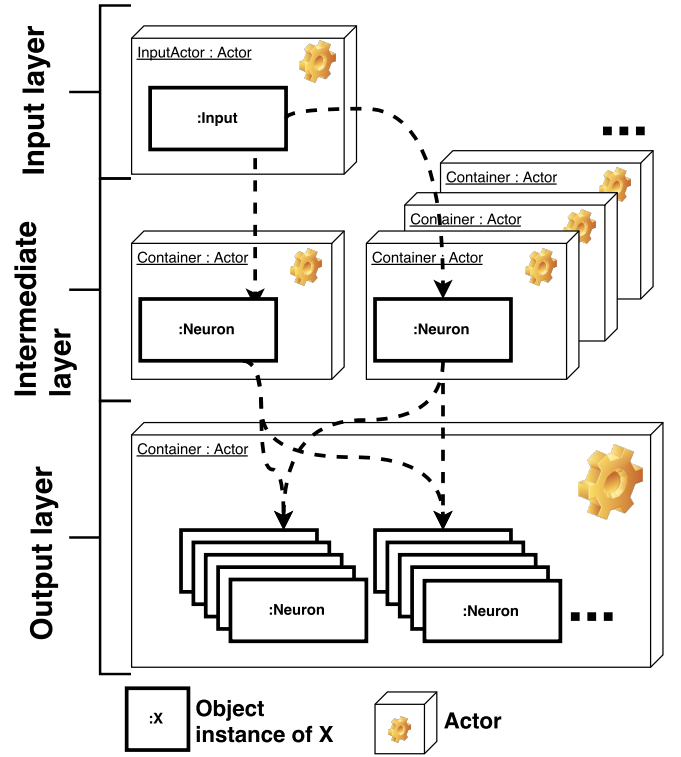 Input layer
InputActor : Actor
:Input
Intermediate
layer
Container : Actor
Container : Actor
Container : Actor
Container : Actor
:Neuron
:Neuron
Output layer
Container : Actor
:Neuron
:Neuron
:X
Object
instance of X
Actor